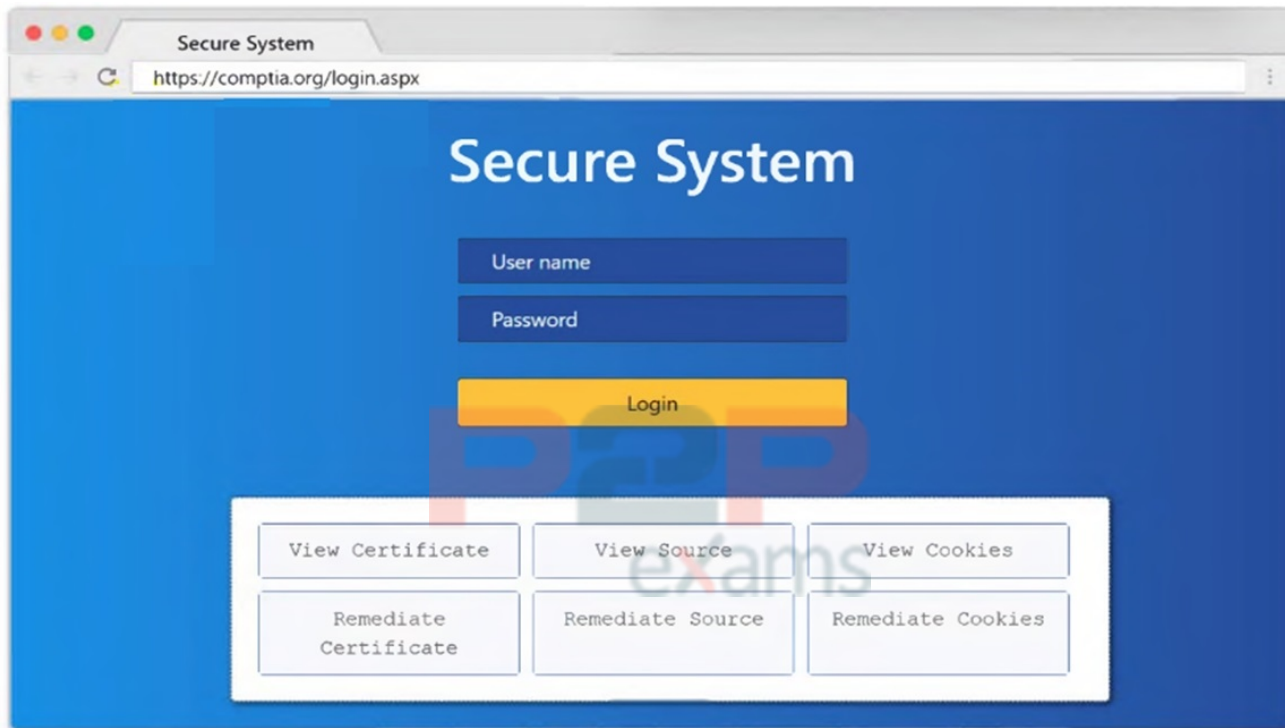 Secure System
https://comptia.org/login.aspx
Secure System
User name
Password
Login
P2P
exams
View Certificate
View Source
View Cookies
Remediate
Certificate
Remediate Source
Remediate Cookies